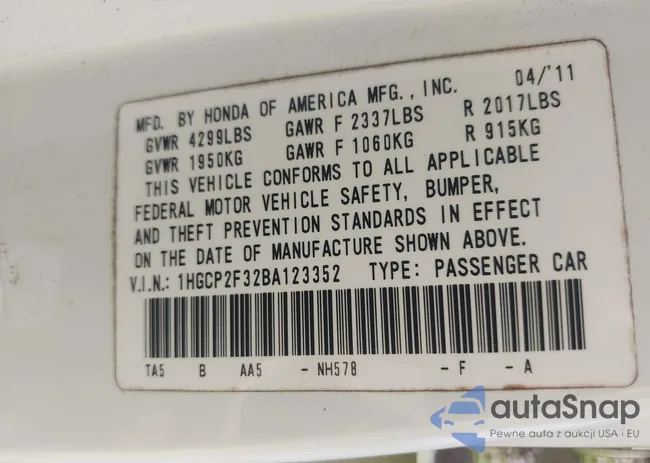 MFD. BY HONDA OF AMERICA MFG., INC. 04/'11
GVWR 4299LBS GAWR F 2337LBS R 2017LBS
GVWR 1950KG GAWR F 1060KG R 915KG
THIS VEHICLE CONFORMS TO ALL APPLICABLE
FEDERAL MOTOR VEHICLE SAFETY, BUMPER,
AND THEFT PREVENTION STANDARDS IN EFFECT
ON THE DATE OF MANUFACTURE SHOWN ABOVE.
V.I.N.: 1HGCP2F32BA123352 TYPE: PASSENGER CAR
TA5 B AA5 - NH578 - F - A
autaSnap
Pewne auta z aukcji USA i EU